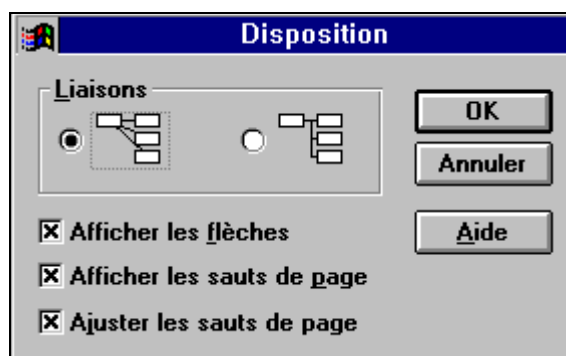 Disposition
Liaisons
OK
Annuler
Afficher les flèches
Aide
Afficher les sauts de page
Ajuster les sauts de page